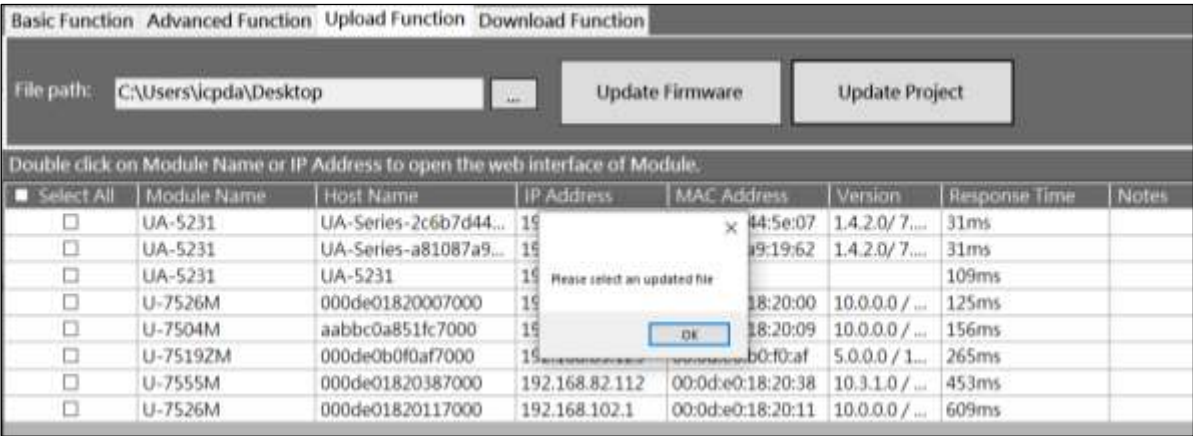 Basic Function Advanced Function Upload Function Download Function
File path: C:\Users\icpda\Desktop ... Update Firmware Update Project
Double click on Module Name or IP Address to open the web interface of Module.
Select All Module Name Host Name IP Address MAC Address Version Response Time Notes
UA-5231 UA-Series-2c6b7d44... 19 44:5e:07 1.4.2.0/ 7.... 31ms
UA-5231 UA-Series-a81087a9... 19 a9:19:62 1.4.2.0/ 7.... 31ms
UA-5231 UA-5231 19 109ms
Please select an updated file
U-7526M 000de01820007000 19 18:20:00 10.0.0.0 / ... 125ms
U-7504M aabbc0a851fc7000 19 18:20:09 10.0.0.0 / ... 156ms
OK
U-7519ZM 000de0b0f0af7000 b0:f0:af 5.0.0.0 / 1... 265ms
U-7555M 000de01820387000 192.168.82.112 00:0d:e0:18:20:38 10.3.1.0 / ... 453ms
U-7526M 000de01820117000 192.168.102.1 00:0d:e0:18:20:11 10.0.0.0 / ... 609ms